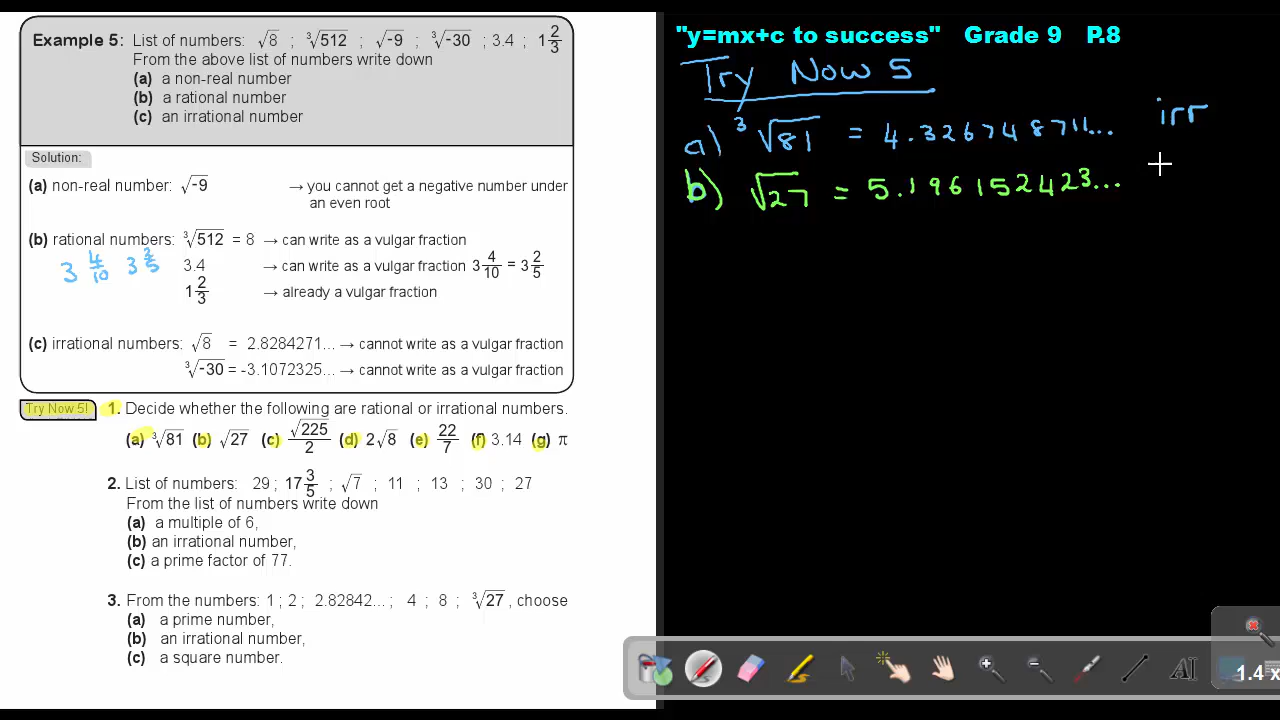 Example 5: List of numbers: √8 ; ³√512 ; √-9 ; ³√-30 ; 3.4 ; 1 2/3
From the above list of numbers write down
(a) a non-real number
(b) a rational number
(c) an irrational number
Solution:
(a) non-real number: √-9 → you cannot get a negative number under
an even root
(b) rational numbers: ³√512 = 8 → can write as a vulgar fraction
3 4/10 3 2/5 3.4 → can write as a vulgar fraction 3 4/10 = 3 2/5
1 2/3 → already a vulgar fraction
(c) irrational numbers: √8 = 2.8284271... → cannot write as a vulgar fraction
³√-30 = -3.1072325... → cannot write as a vulgar fraction
Try Now 5! 1. Decide whether the following are rational or irrational numbers.
(a) ³√81 (b) √27 (c) √225/2 (d) 2√8 (e) 22/7 (f) 3.14 (g) π
2. List of numbers: 29 ; 17 3/5 ; √7 ; 11 ; 13 ; 30 ; 27
From the list of numbers write down
(a) a multiple of 6,
(b) an irrational number,
(c) a prime factor of 77.
3. From the numbers: 1 ; 2 ; 2.82842... ; 4 ; 8 ; ³√27 , choose
(a) a prime number,
(b) an irrational number,
(c) a square number.
"y=mx+c to success" Grade 9 P.8
Try Now 5
a) ³√81 = 4.326748711... irr
b) √27 = 5.196152423...
AI
1.4 x